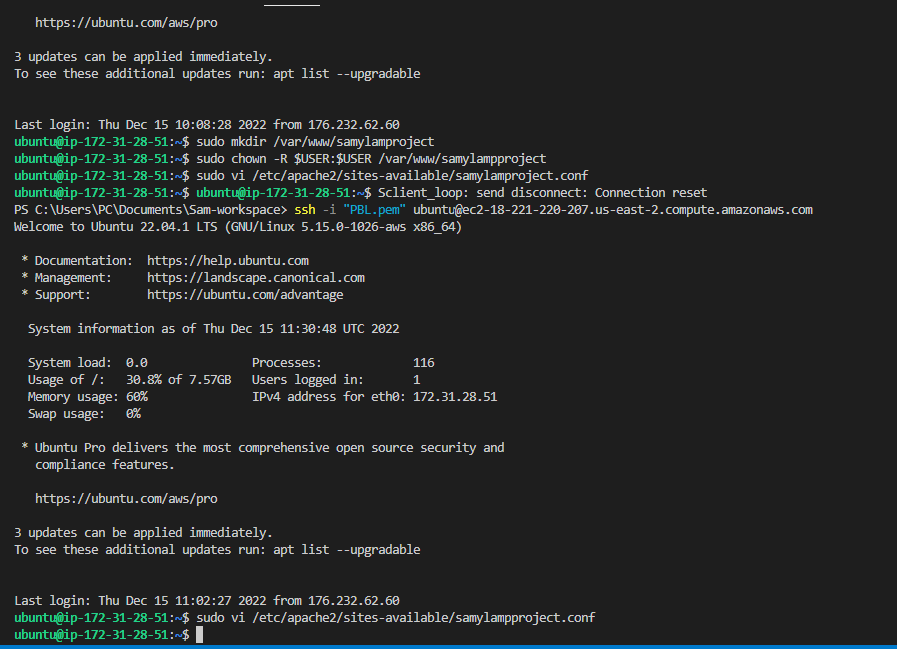 https://ubuntu.com/aws/pro
3 updates can be applied immediately.
To see these additional updates run: apt list --upgradable
Last login: Thu Dec 15 10:08:28 2022 from 176.232.62.60
ubuntu@ip-172-31-28-51:~$ sudo mkdir /var/www/samylamproject
ubuntu@ip-172-31-28-51:~$ sudo chown -R $USER:$USER /var/www/samylampproject
ubuntu@ip-172-31-28-51:~$ sudo vi /etc/apache2/sites-available/samylamproject.conf
ubuntu@ip-172-31-28-51:~$ ubuntu@ip-172-31-28-51:~$ Sclient_loop: send disconnect: Connection reset
PS C:\Users\PC\Documents\Sam-workspace> ssh -i "PBL.pem" ubuntu@ec2-18-221-220-207.us-east-2.compute.amazonaws.com
Welcome to Ubuntu 22.04.1 LTS (GNU/Linux 5.15.0-1026-aws x86_64)
* Documentation:  https://help.ubuntu.com
* Management:     https://landscape.canonical.com
* Support:        https://ubuntu.com/advantage
System information as of Thu Dec 15 11:30:48 UTC 2022
System load:  0.0               Processes:             116
Usage of /:   30.8% of 7.57GB   Users logged in:       1
Memory usage: 60%               IPv4 address for eth0: 172.31.28.51
Swap usage:   0%
* Ubuntu Pro delivers the most comprehensive open source security and
compliance features.
https://ubuntu.com/aws/pro
3 updates can be applied immediately.
To see these additional updates run: apt list --upgradable
Last login: Thu Dec 15 11:02:27 2022 from 176.232.62.60
ubuntu@ip-172-31-28-51:~$ sudo vi /etc/apache2/sites-available/samylampproject.conf
ubuntu@ip-172-31-28-51:~$